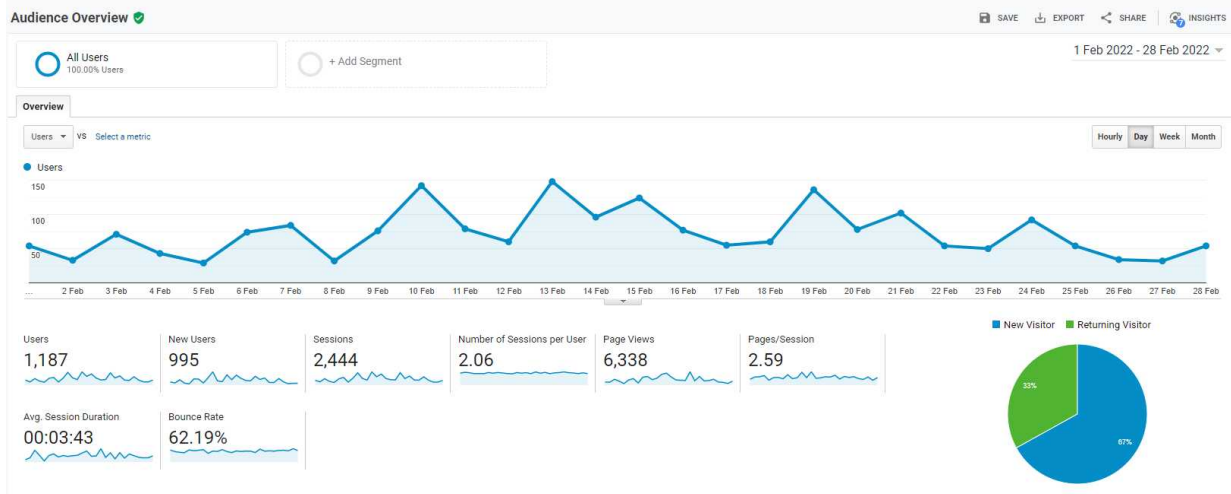 Audience Overview
SAVE EXPORT SHARE INSIGHTS
7
All Users
100.00% Users
+ Add Segment
1 Feb 2022 - 28 Feb 2022
Overview
Users VS Select a metric
Hourly Day Week Month
Users
150
100
50
... 2 Feb 3 Feb 4 Feb 5 Feb 6 Feb 7 Feb 8 Feb 9 Feb 10 Feb 11 Feb 12 Feb 13 Feb 14 Feb 15 Feb 16 Feb 17 Feb 18 Feb 19 Feb 20 Feb 21 Feb 22 Feb 23 Feb 24 Feb 25 Feb 26 Feb 27 Feb 28 Feb
New Visitor Returning Visitor
Users New Users Sessions Number of Sessions per User Page Views Pages/Session
1,187 995 2,444 2.06 6,338 2.59
33%
Avg. Session Duration Bounce Rate
00:03:43 62.19%
67%